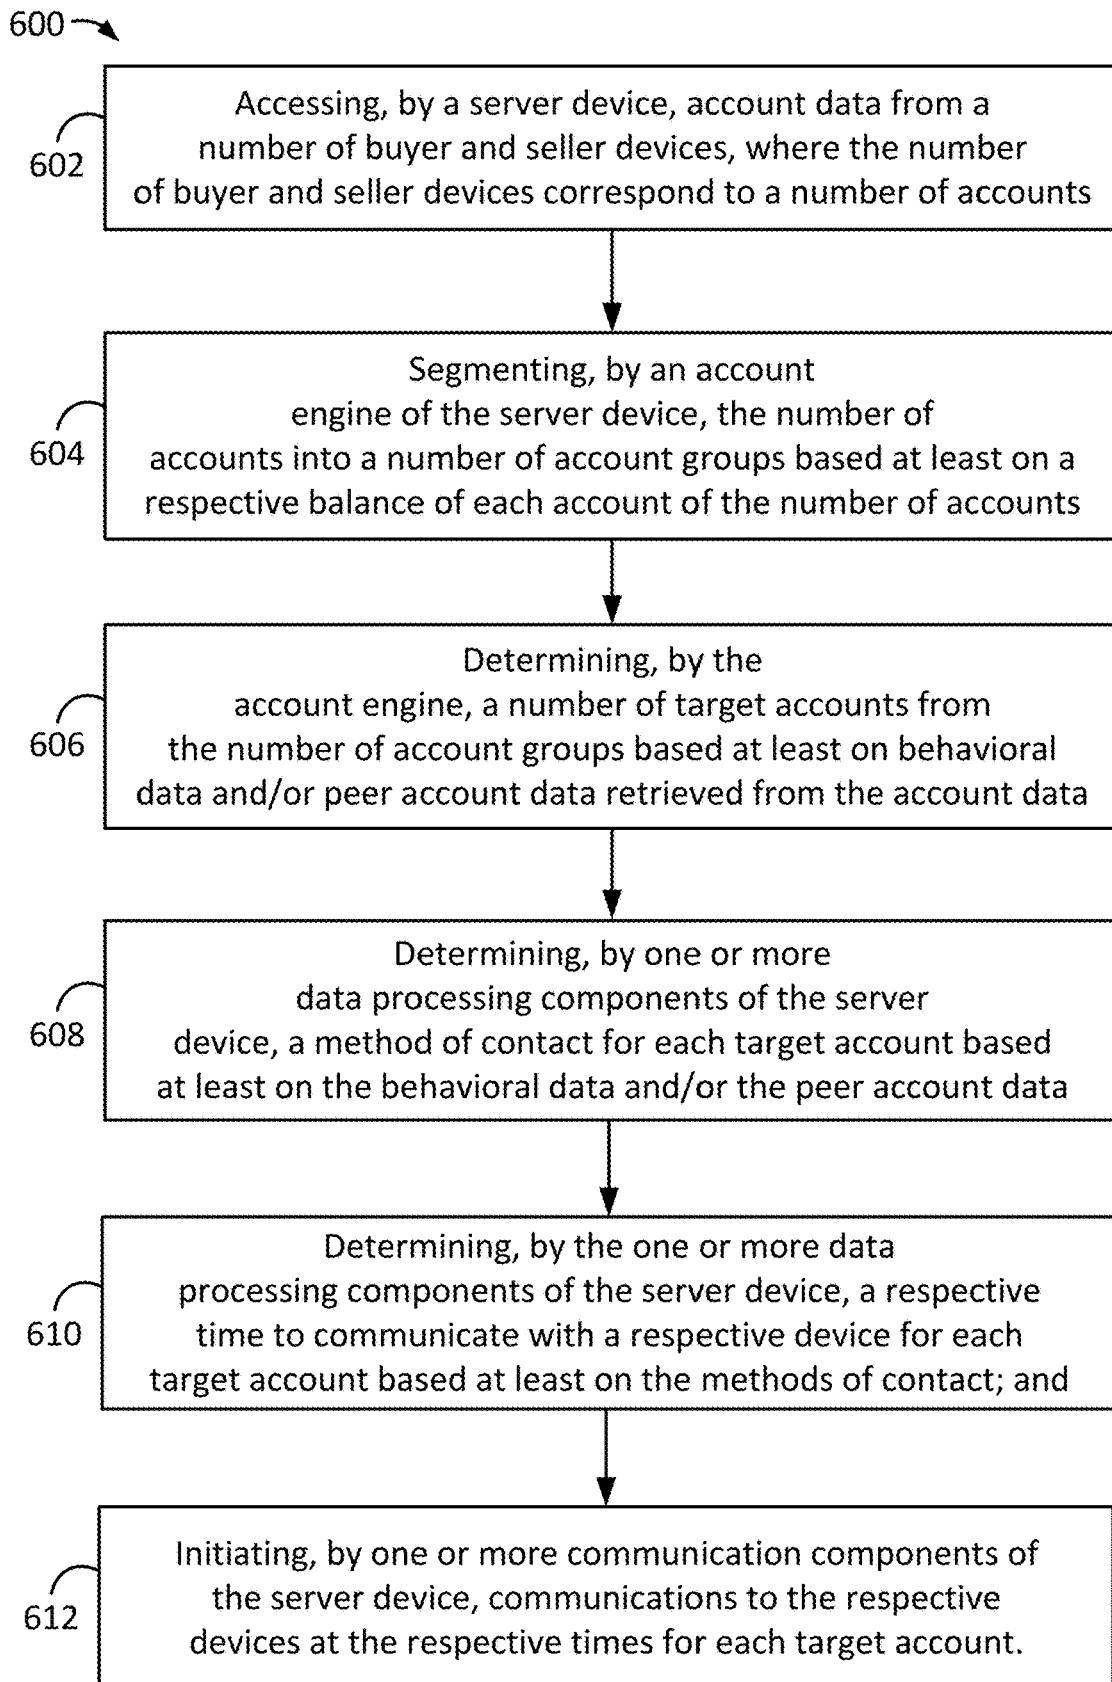 600
Accessing, by a server device, account data from a
number of buyer and seller devices, where the number
of buyer and seller devices correspond to a number of accounts
602
Segmenting, by an account
engine of the server device, the number of
accounts into a number of account groups based at least on a
respective balance of each account of the number of accounts
604
Determining, by the
account engine, a number of target accounts from
the number of account groups based at least on behavioral
data and/or peer account data retrieved from the account data
606
Determining, by one or more
data processing components of the server
device, a method of contact for each target account based
at least on the behavioral data and/or the peer account data
608
Determining, by the one or more data
processing components of the server device, a respective
time to communicate with a respective device for each
target account based at least on the methods of contact; and
610
Initiating, by one or more communication components of
the server device, communications to the respective
devices at the respective times for each target account.
612